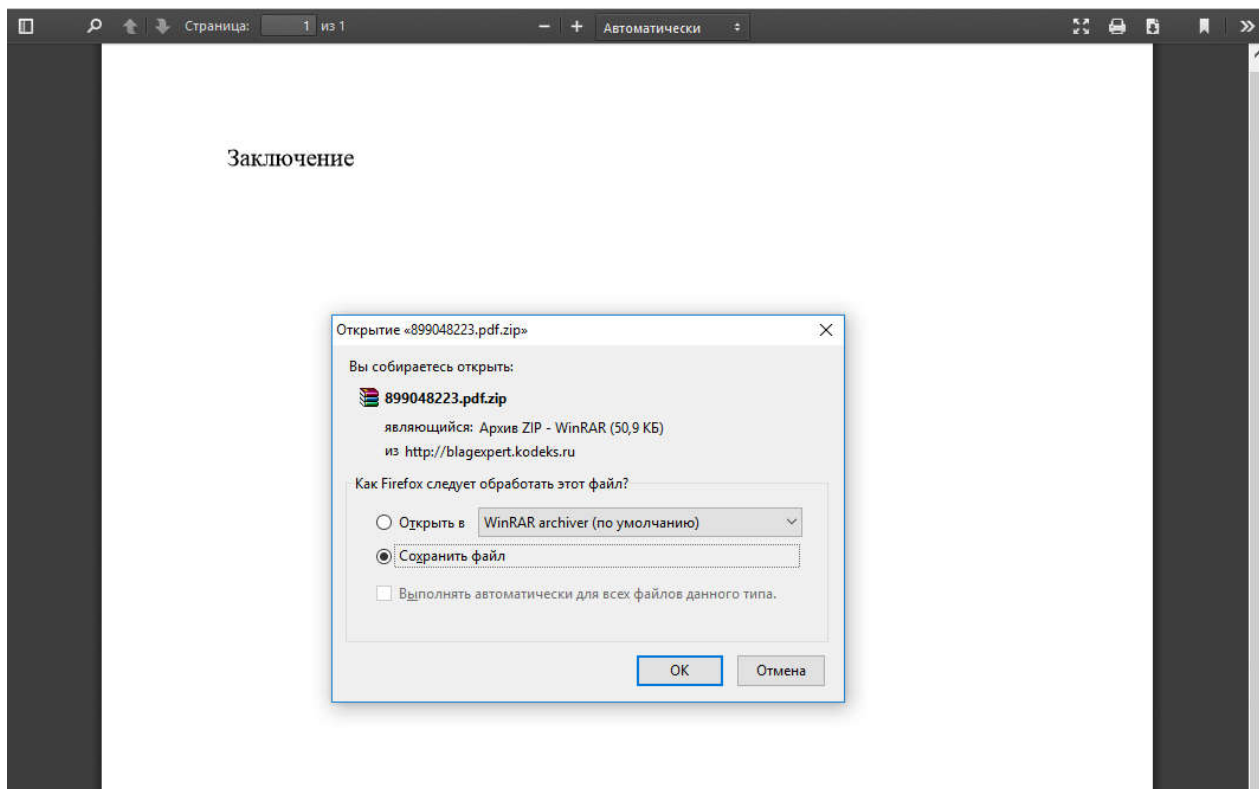 Страница: 1 из 1 Автоматически
Заключение
Открытие «899048223.pdf.zip»
Вы собираетесь открыть:
899048223.pdf.zip
являющийся: Архив ZIP - WinRAR (50,9 КБ)
из http://blagexpert.kodeks.ru
Как Firefox следует обработать этот файл?
Открыть в WinRAR archiver (по умолчанию)
Сохранить файл
Выполнять автоматически для всех файлов данного типа.
OK Отмена